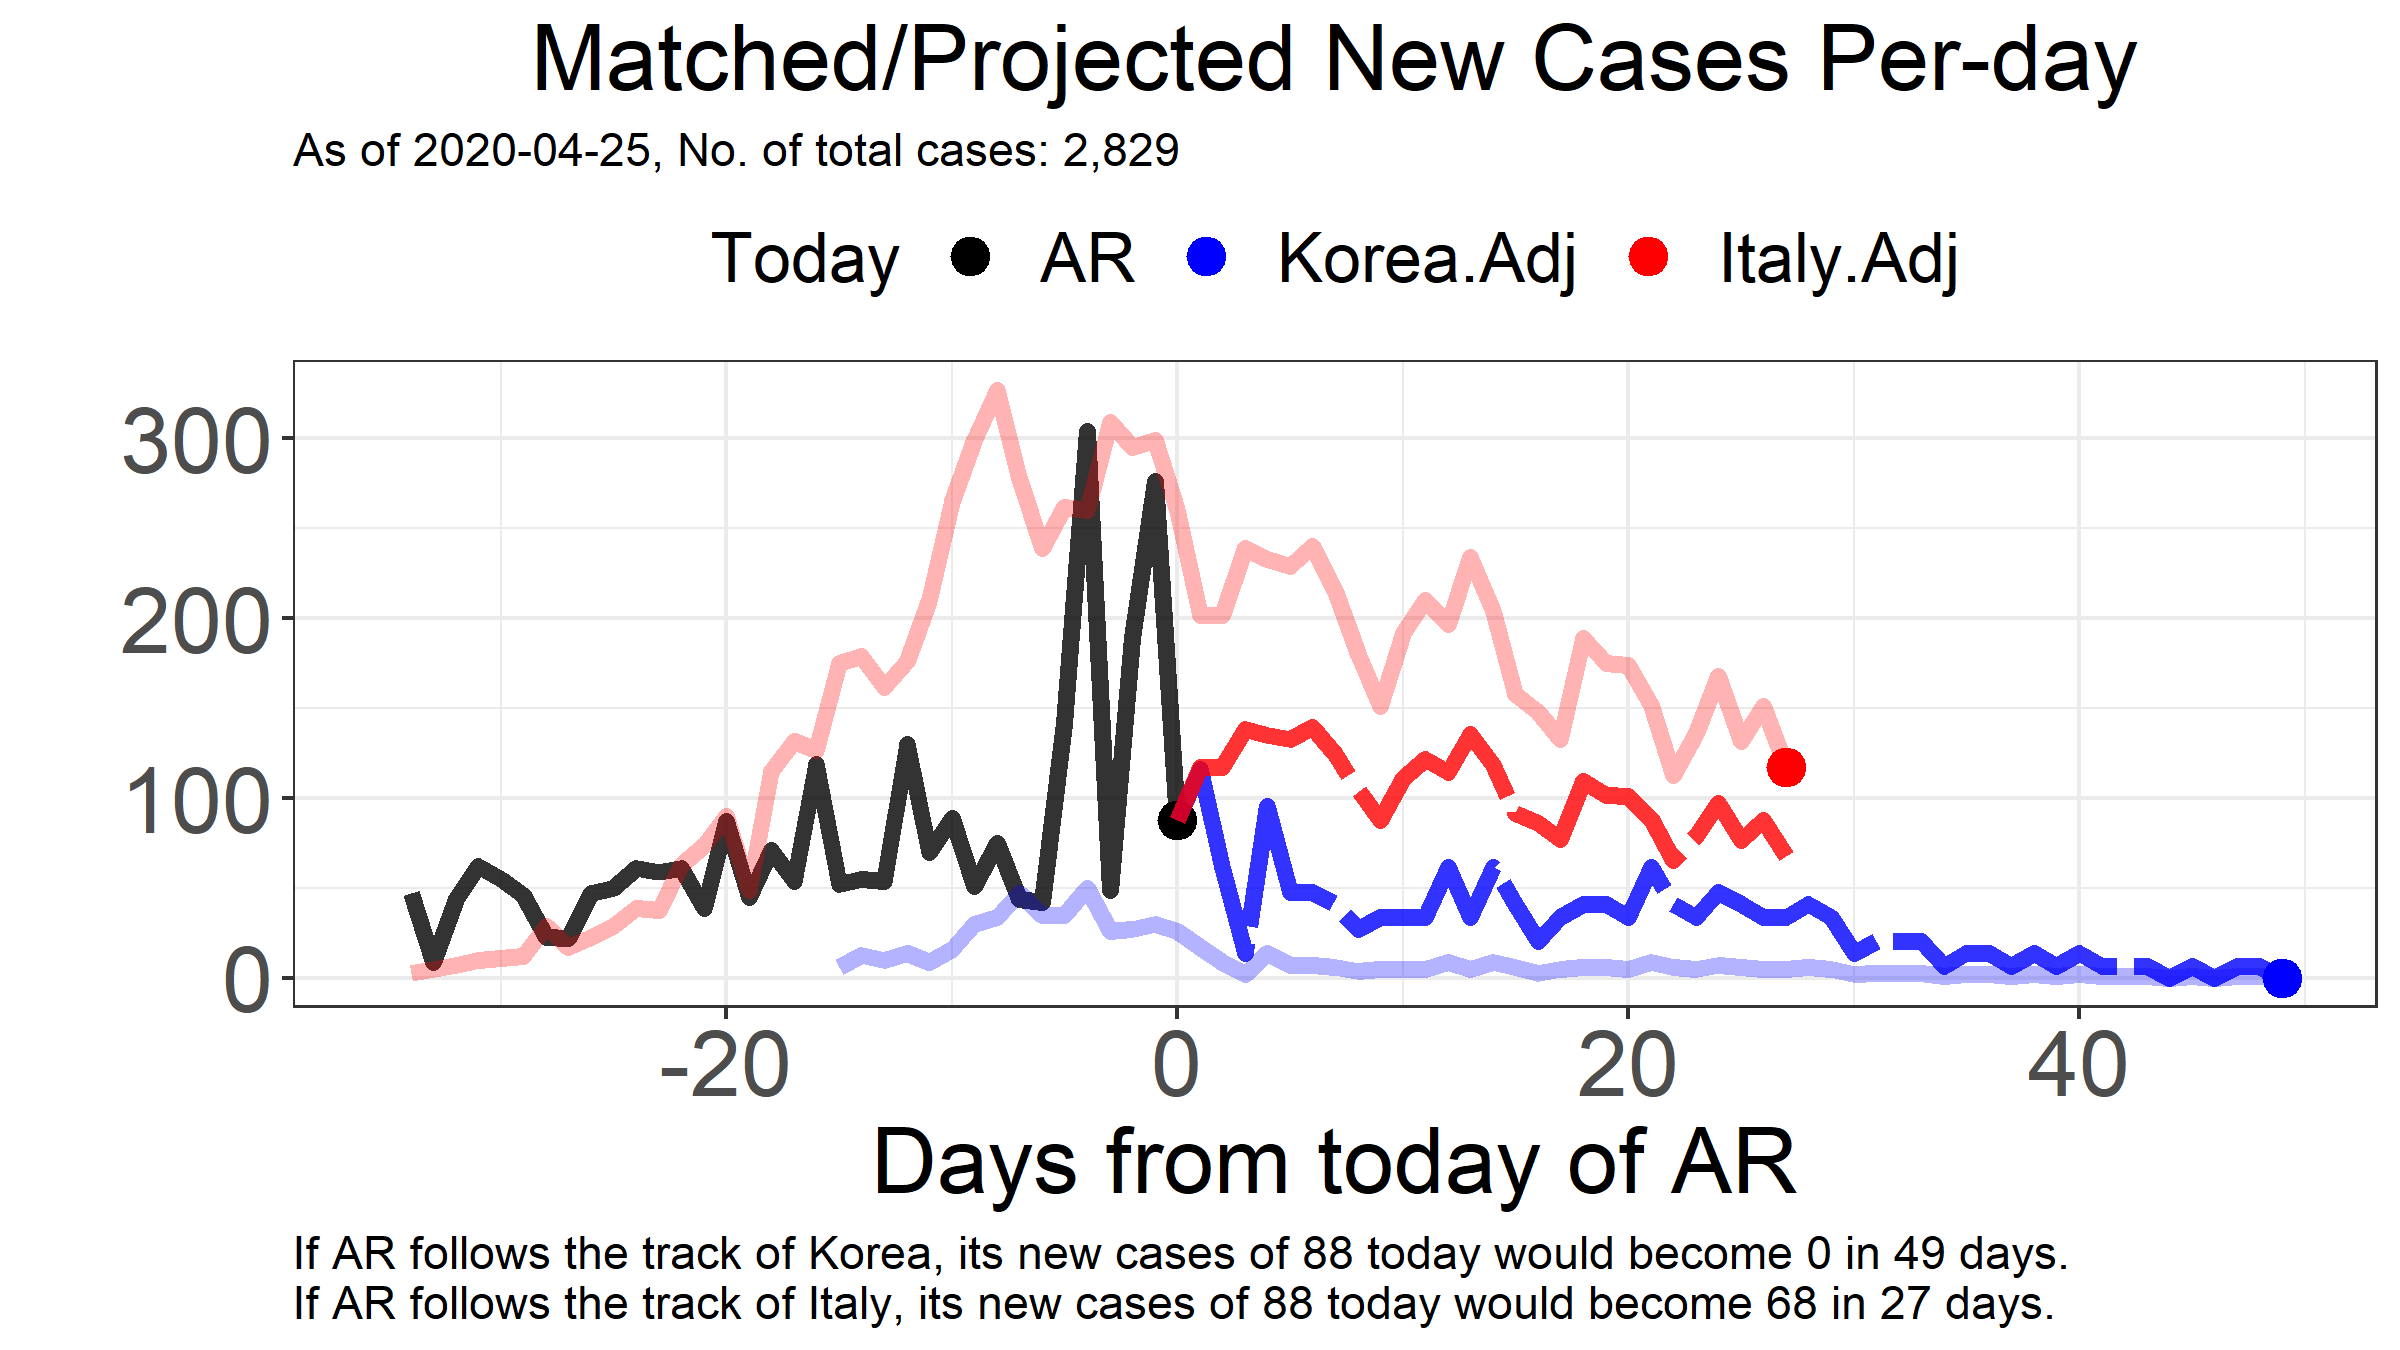 Matched/Projected New Cases Per-day
As of 2020-04-25, No. of total cases: 2,829
Today AR Korea.Adj Italy.Adj
300
200
100
0
-20 0 20 40
Days from today of AR
If AR follows the track of Korea, its new cases of 88 today would become 0 in 49 days.
If AR follows the track of Italy, its new cases of 88 today would become 68 in 27 days.